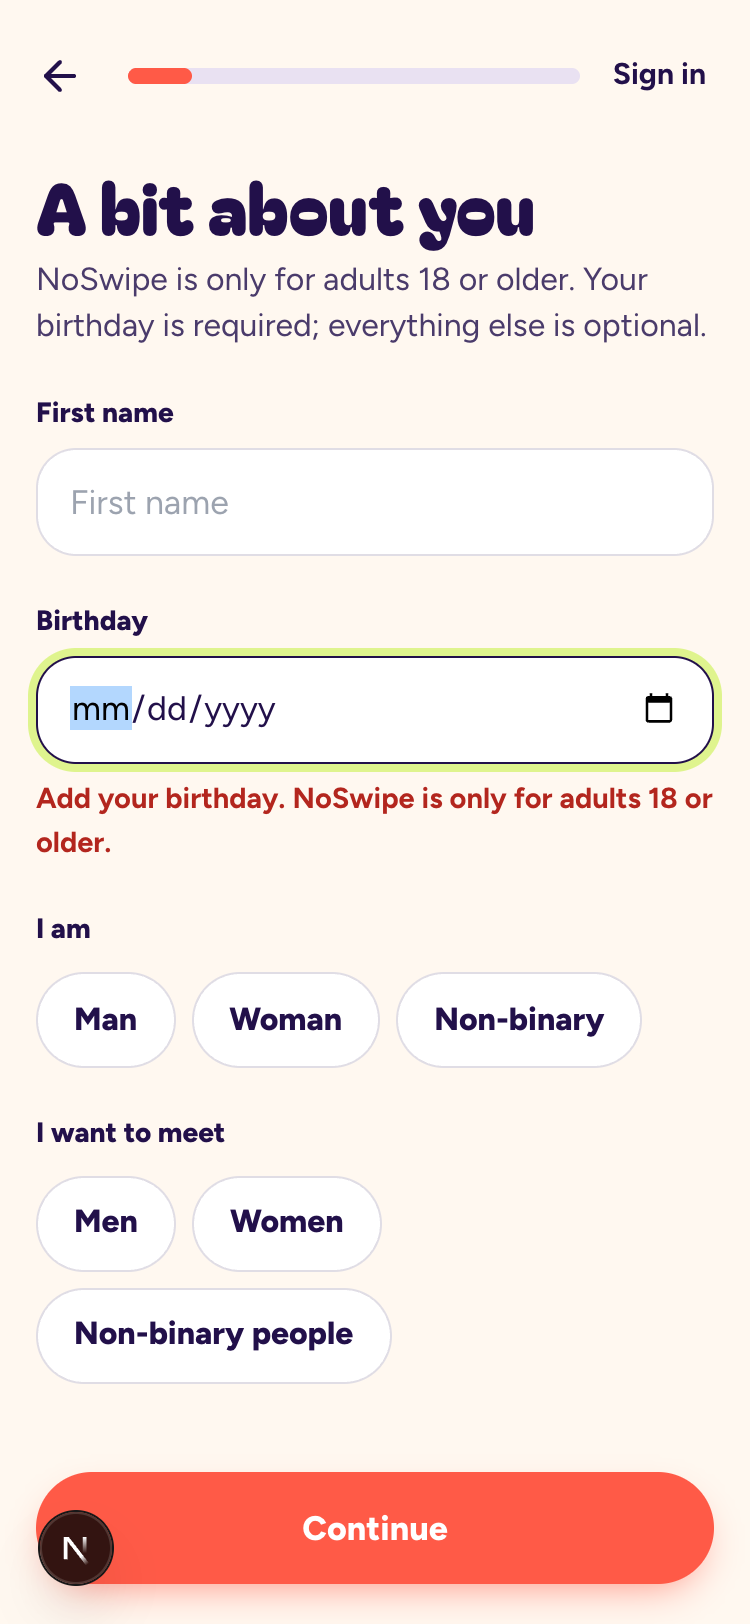 Sign in
A bit about you
NoSwipe is only for adults 18 or older. Your
birthday is required; everything else is optional.
First name
First name
Birthday
mm/dd/yyyy
Add your birthday. NoSwipe is only for adults 18 or
older.
I am
Man
Woman
Non-binary
I want to meet
Men
Women
Non-binary people
Continue
N